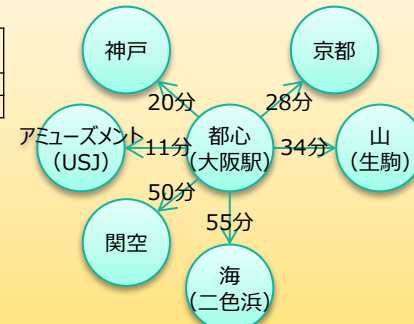 神戸
京都
20分
28分
アミューズメント
（USJ）
11分
都心
（大阪駅）
34分
山
（生駒）
50分
関空
55分
海
（二色浜）